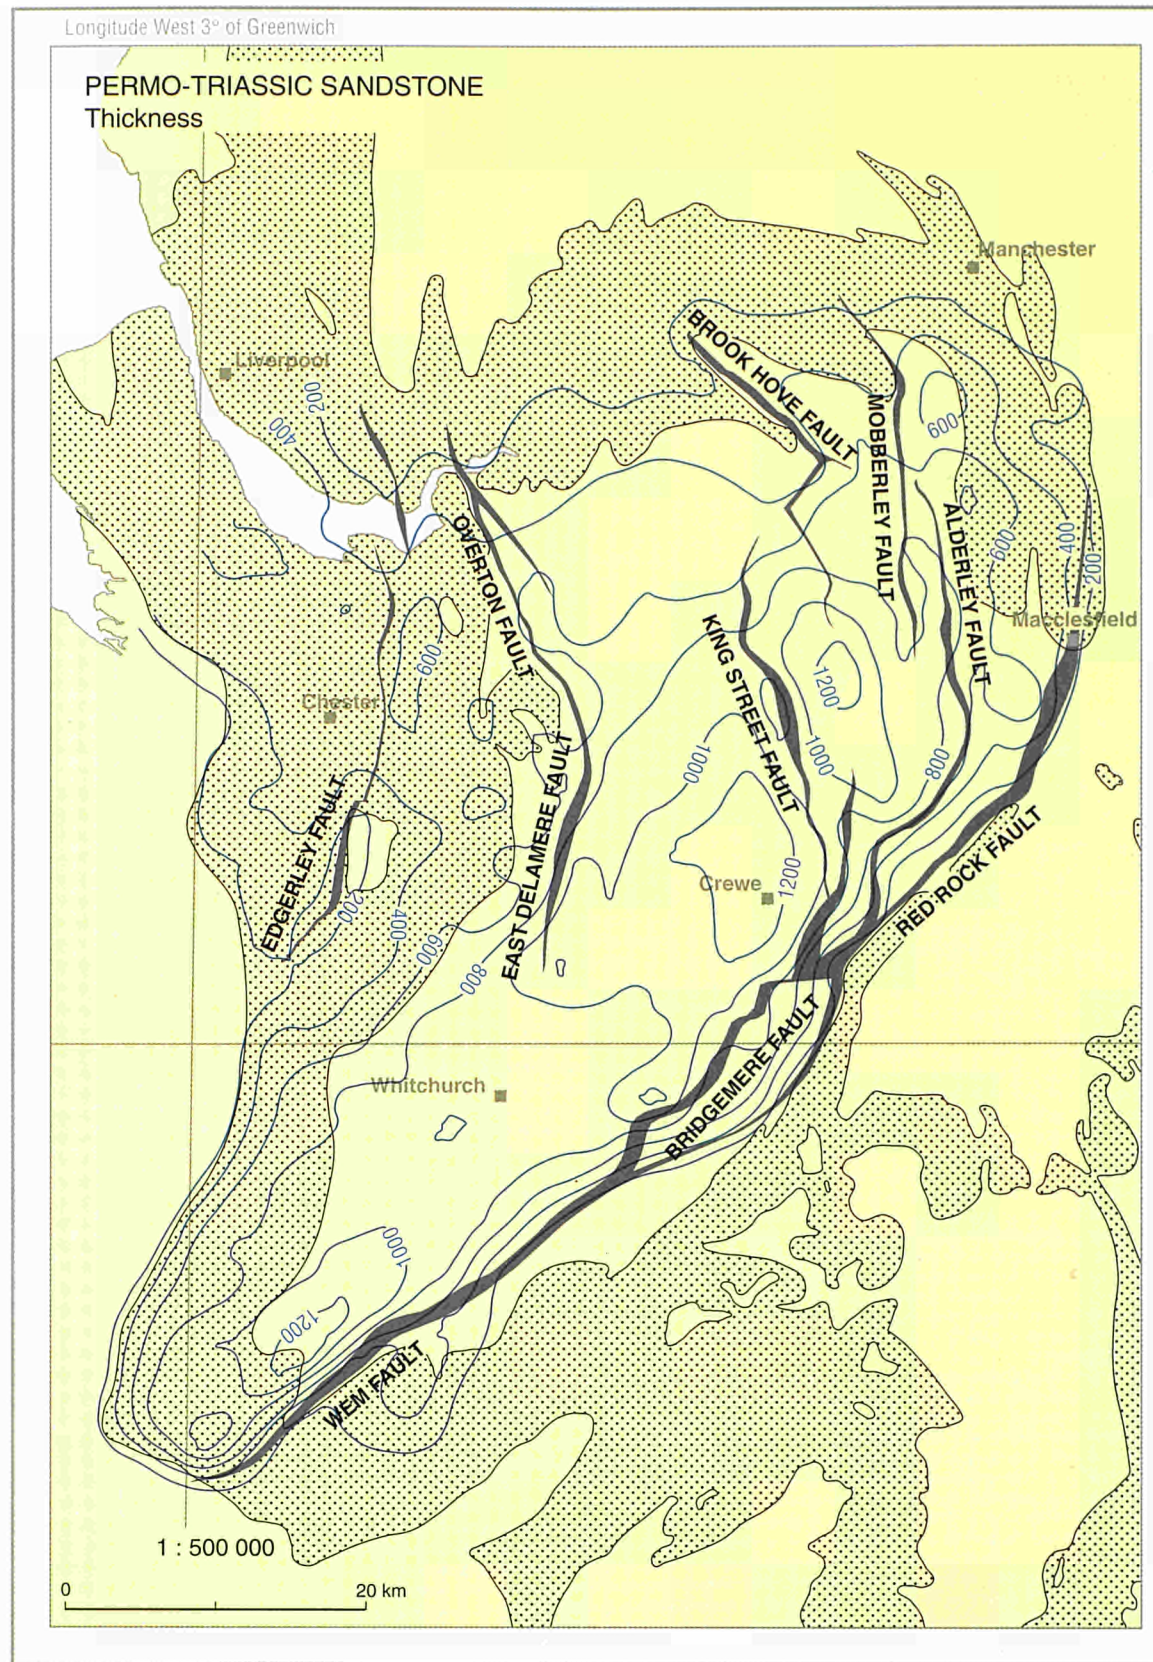 Longitude West 3° of Greenwich
PERMO-TRIASSIC SANDSTONE
Thickness
Manchester
Liverpool
BROOK HOVE FAULT
200
400
600
MOBBERLEY FAULT
OVERTON FAULT
ALDERLEY FAULT
600
400
200
Macclesfield
KING STREET FAULT
600
1200
Chester
1000
1000
800
EDGERLEY FAULT
EAST DELAMERE FAULT
RED ROCK FAULT
Crewe
1200
200
400
600
800
BRIDGEMERE FAULT
Whitchurch
1000
1200
WEM FAULT
1 : 500 000
0
20 km